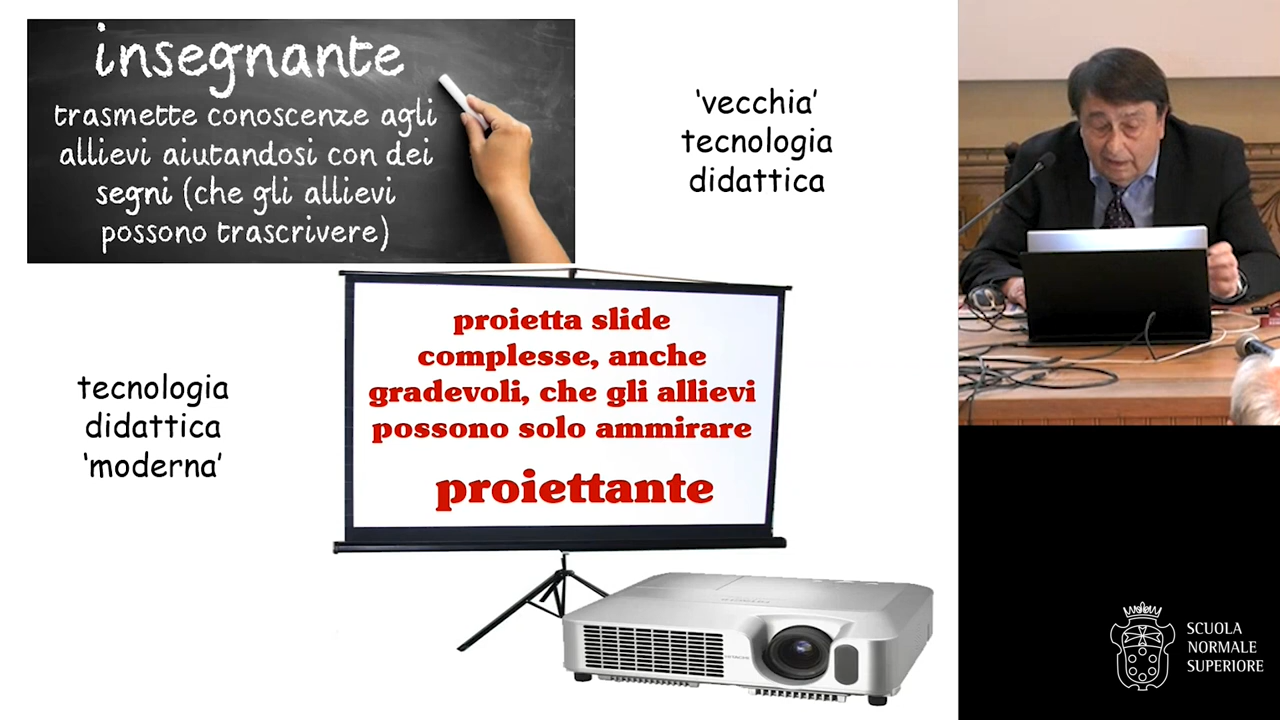 insegnante
trasmette conoscenze agli
allievi aiutandosi con dei
segni (che gli allievi
possono trascrivere)
‘vecchia’
tecnologia
didattica
proietta slide
complesse, anche
gradevoli, che gli allievi
possono solo ammirare
proiettante
tecnologia
didattica
‘moderna’
HITACHI
SCUOLA
NORMALE
SUPERIORE